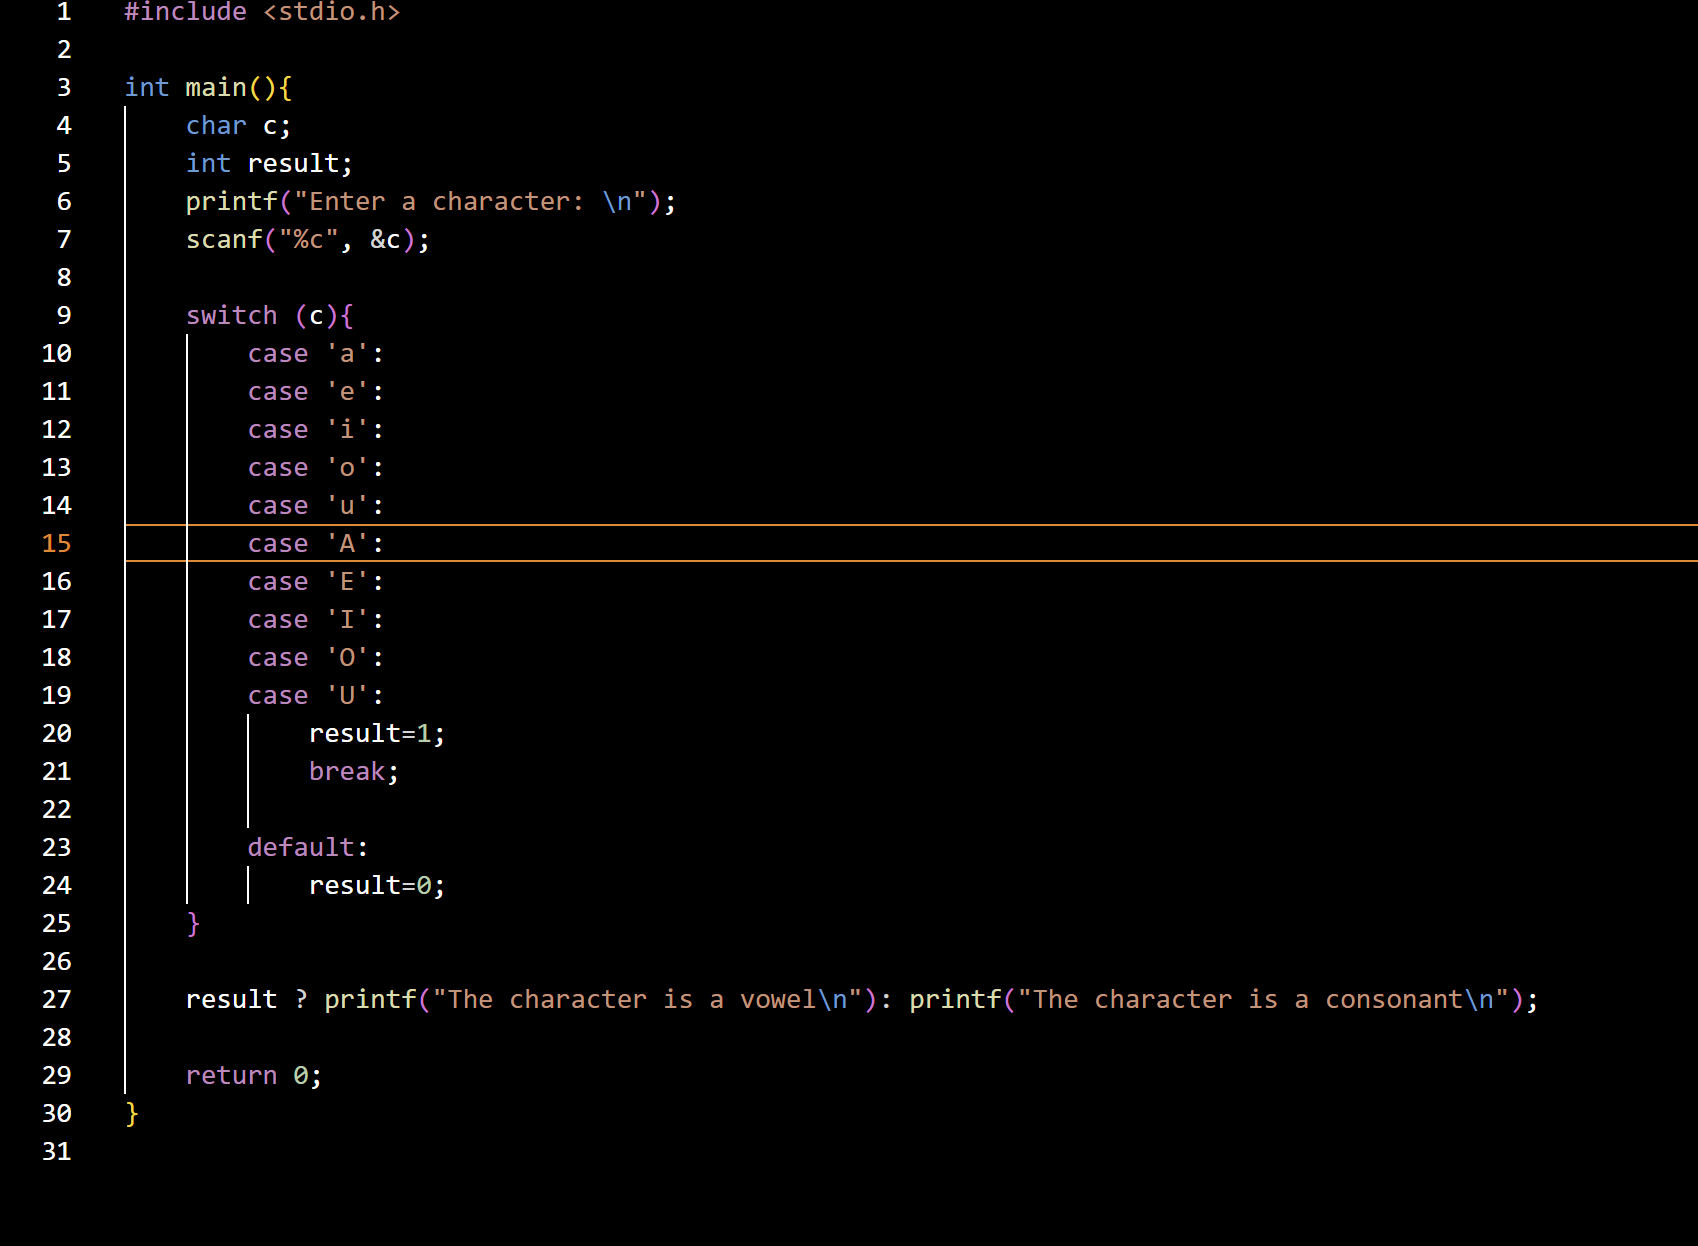 1 #include <stdio.h>
2
3 int main(){
4     char c;
5     int result;
6     printf("Enter a character: \n");
7     scanf("%c", &c);
8
9     switch (c){
10         case 'a':
11         case 'e':
12         case 'i':
13         case 'o':
14         case 'u':
15         case 'A':
16         case 'E':
17         case 'I':
18         case 'O':
19         case 'U':
20             result=1;
21             break;
22
23         default:
24             result=0;
25     }
26
27     result ? printf("The character is a vowel\n"): printf("The character is a consonant\n");
28
29     return 0;
30 }
31